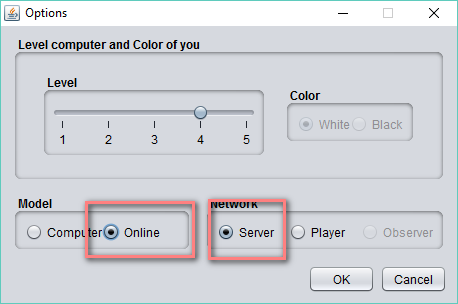 Options
Level computer and Color of you
Level
1 2 3 4 5
Color
White Black
Model
Computer Online
Network
Server Player Observer
OK Cancel